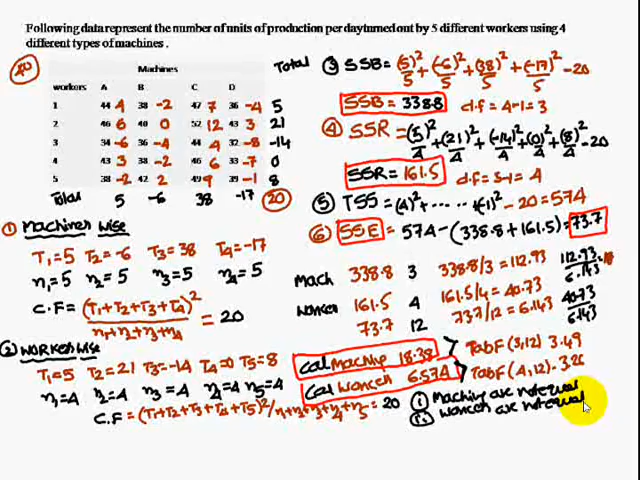 Following data represent the number of units of production per dayturned out by 5 different workers using 4
different types of machines .
20
Machines Total
workers A B C D
1 44 4 38 -2 47 7 36 -4 5
2 46 6 40 0 52 12 43 3 21
3 34 -6 36 -4 44 4 32 -8 -14
4 43 3 38 -2 46 6 33 -7 0
5 38 -2 42 2 49 9 39 -1 8
Total 5 -6 38 -17 20
① Machines wise
T1=5 T2=-6 T3=38 T4=-17
n1=5 n2=5 n3=5 n4=5
C.F = (T1+T2+T3+T4)² / n1+n2+n3+n4 = 20
② WORKERS wise
T1=5 T2=21 T3=-14 T4=0 T5=8
n1=4 n2=4 n3=4 n4=4 n5=4
C.F = (T1+T2+T3+T4+T5)²/n+n2+n3+n4+n5 = 20
③ SSB = (5)²/5 + (-6)²/5 + (38)²/5 + (-17)²/5 - 20
SSB = 338.8 d.f = 4-1 = 3
④ SSR = (5)²/4 + (21)²/4 + (-14)²/4 + (0)²/4 + (8)²/4 - 20
SSR = 161.5 d.f = 5-1 = 4
⑤ TSS = (4)² + ...... + (-1)² - 20 = 574
⑥ SSE = 574 - (338.8 + 161.5) = 73.7
Mach 338.8 3 338.8/3 = 112.93 112.93/6.143
Worker 161.5 4 161.5/4 = 40.73 40.73/6.143
73.7 12 73.7/12 = 6.143
Cal Machine 18.38 Tab F (3,12) 3.49
Cal Worker 6.574 Tab F (4,12) - 3.26
① Machine are not equal
② Worker are not equal